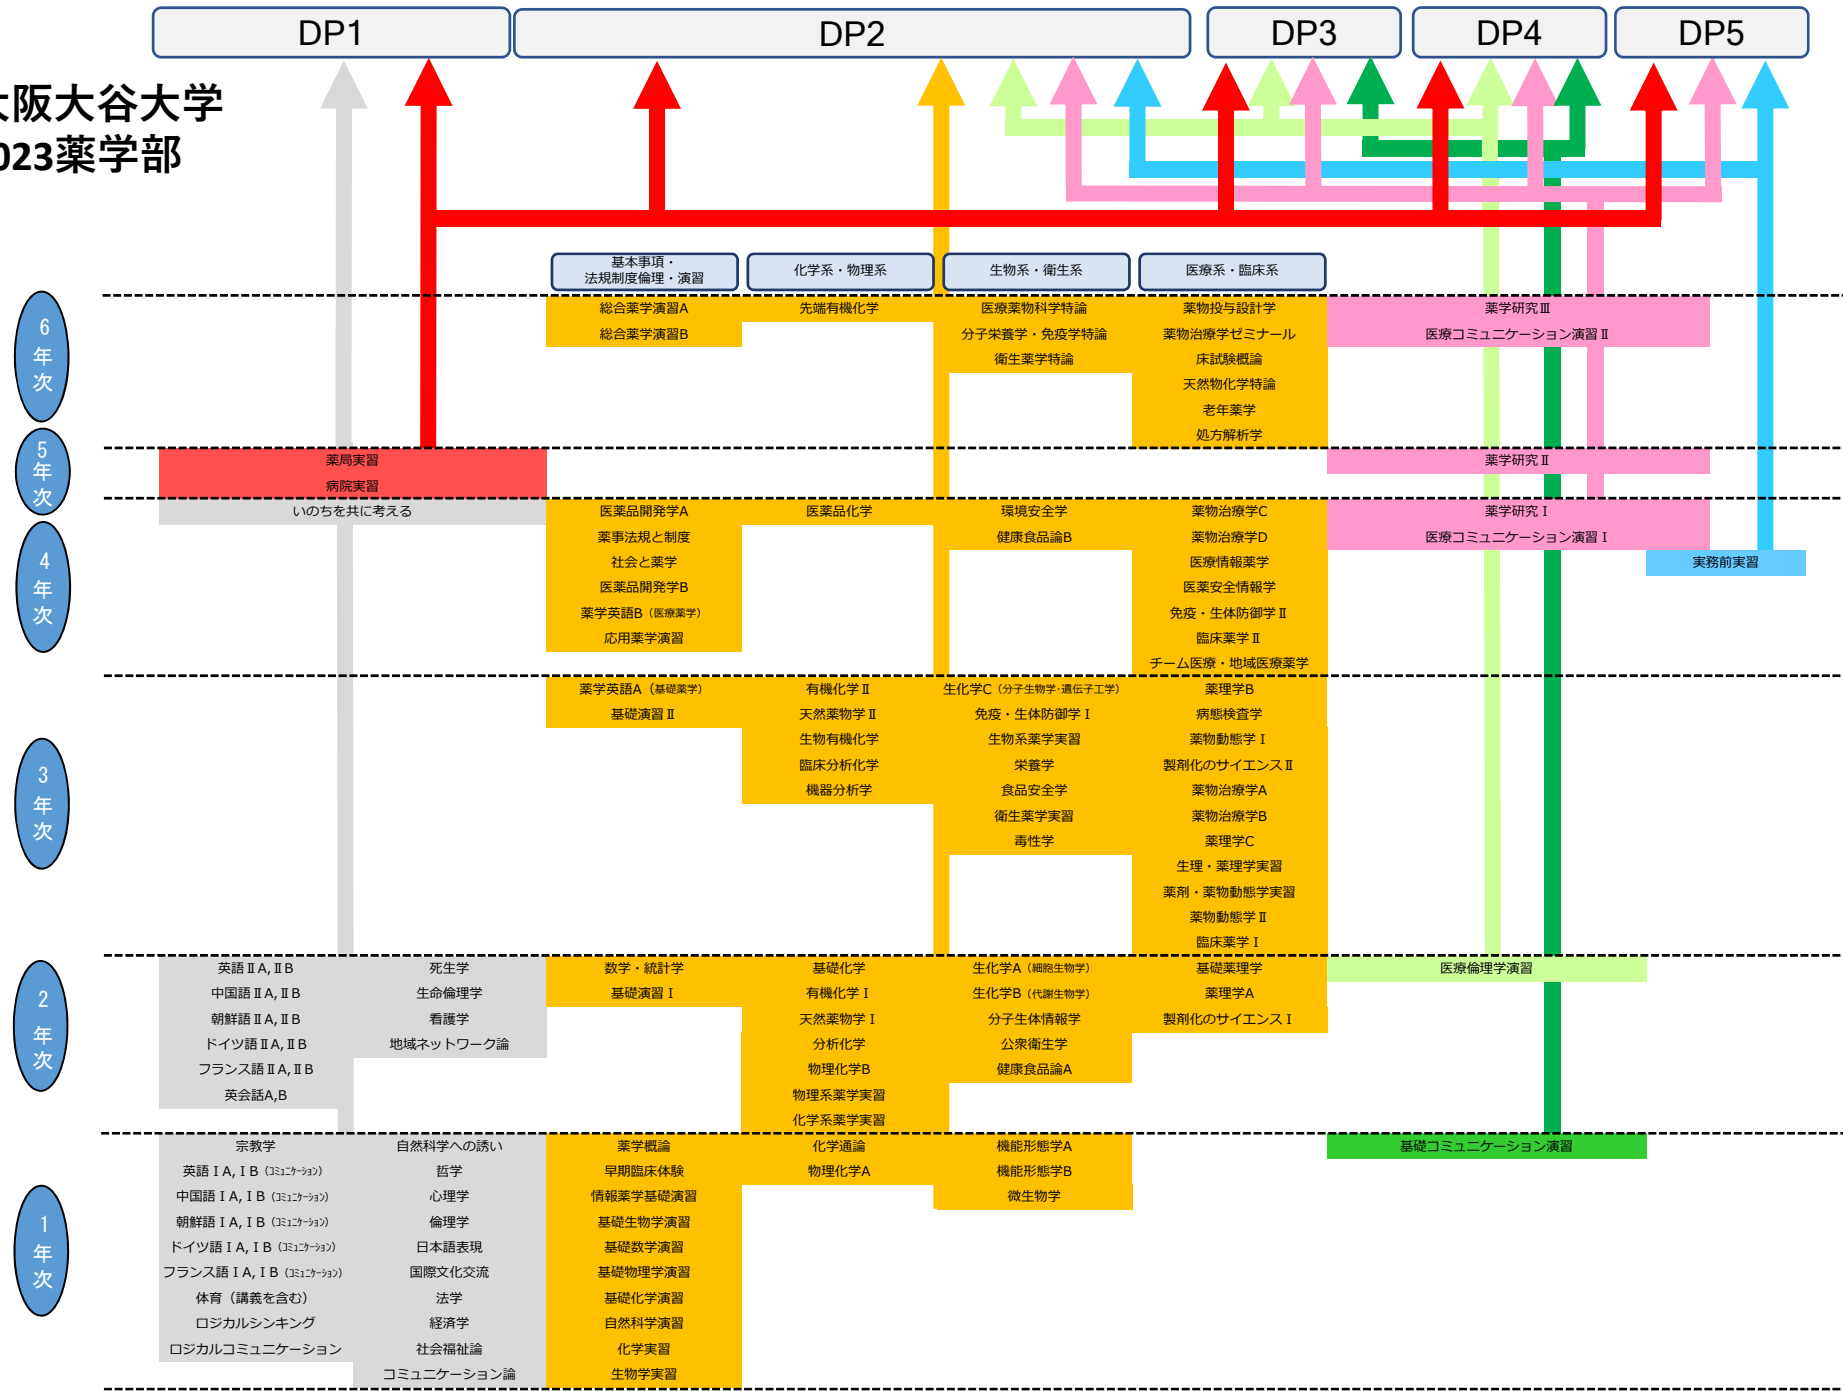 DP1
DP2
DP3
DP4
DP5
大阪大谷大学
023薬学部
基本事項・
法規制度倫理・演習
化学系・物理系
生物系・衛生系
医療系・臨床系
6
年
次
総合薬学演習A
先端有機化学
医療薬物科学特論
薬物投与設計学
薬学研究Ⅲ
総合薬学演習B
分子栄養学・免疫学特論
薬物治療学ゼミナール
医療コミュニケーション演習Ⅱ
衛生薬学特論
床試験概論
天然物化学特論
老年薬学
処方解析学
5
年
次
薬局実習
薬学研究Ⅱ
病院実習
4
年
次
いのちを共に考える
医薬品開発学A
医薬品化学
環境安全学
薬物治療学C
薬学研究Ⅰ
薬事法規と制度
健康食品論B
薬物治療学D
医療コミュニケーション演習Ⅰ
社会と薬学
医療情報薬学
実務前実習
医薬品開発学B
医薬安全情報学
薬学英語B（医療薬学）
免疫・生体防御学Ⅱ
応用薬学演習
臨床薬学Ⅱ
チーム医療・地域医療薬学
3
年
次
薬学英語A（基礎薬学）
有機化学Ⅱ
生化学C（分子生物学･遺伝子工学）
薬理学B
基礎演習Ⅱ
天然薬物学Ⅱ
免疫・生体防御学Ⅰ
病態検査学
生物有機化学
生物系薬学実習
薬物動態学Ⅰ
臨床分析化学
栄養学
製剤化のサイエンスⅡ
機器分析学
食品安全学
薬物治療学A
衛生薬学実習
薬物治療学B
毒性学
薬理学C
生理・薬理学実習
薬剤・薬物動態学実習
薬物動態学Ⅱ
臨床薬学Ⅰ
2
年
次
英語ⅡA,ⅡB
死生学
数学・統計学
基礎化学
生化学A（細胞生物学）
基礎薬理学
医療倫理学演習
中国語ⅡA,ⅡB
生命倫理学
基礎演習Ⅰ
有機化学Ⅰ
生化学B（代謝生物学）
薬理学A
朝鮮語ⅡA,ⅡB
看護学
天然薬物学Ⅰ
分子生体情報学
製剤化のサイエンスⅠ
ドイツ語ⅡA,ⅡB
地域ネットワーク論
分析化学
公衆衛生学
フランス語ⅡA,ⅡB
物理化学B
健康食品論A
英会話A,B
物理系薬学実習
化学系薬学実習
1
年
次
宗教学
自然科学への誘い
薬学概論
化学通論
機能形態学A
基礎コミュニケーション演習
英語ⅠA,ⅠB（ｺﾐｭﾆｹｰｼｮﾝ）
哲学
早期臨床体験
物理化学A
機能形態学B
中国語ⅠA,ⅠB（ｺﾐｭﾆｹｰｼｮﾝ）
心理学
情報薬学基礎演習
微生物学
朝鮮語ⅠA,ⅠB（ｺﾐｭﾆｹｰｼｮﾝ）
倫理学
基礎生物学演習
ドイツ語ⅠA,ⅠB（ｺﾐｭﾆｹｰｼｮﾝ）
日本語表現
基礎数学演習
フランス語ⅠA,ⅠB（ｺﾐｭﾆｹｰｼｮﾝ）
国際文化交流
基礎物理学演習
体育（講義を含む）
法学
基礎化学演習
ロジカルシンキング
経済学
自然科学演習
ロジカルコミュニケーション
社会福祉論
化学実習
コミュニケーション論
生物学実習